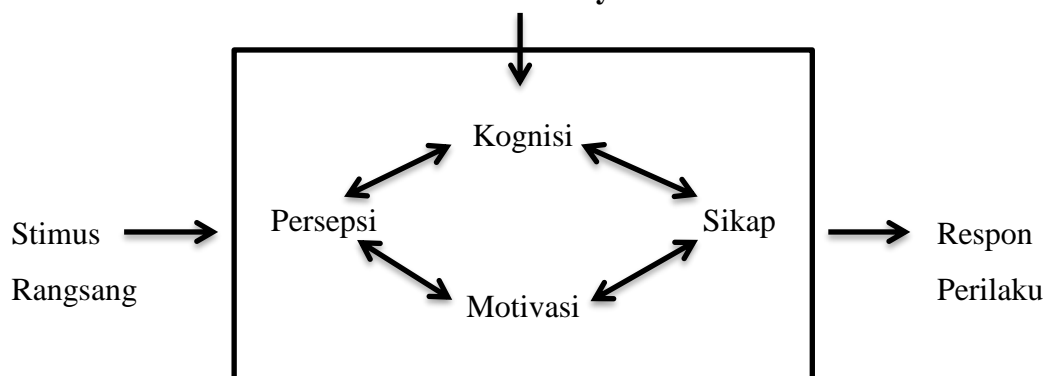 Kognisi
Persepsi
Sikap
Stimus
Respon
Rangsang
Perilaku
Motivasi